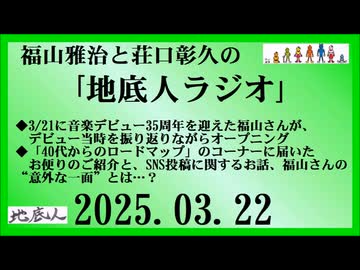 福山雅治と荘口彰久の
「地底人ラジオ」
◆3/21に音楽デビュー35周年を迎えた福山さんが、
デビュー当時を振り返りながらオープニング
◆「40代からのロードマップ」のコーナーに届いた
お便りのご紹介と、SNS投稿に関するお話、福山さんの
“意外な一面”とは…？
地底人
2025.03.22